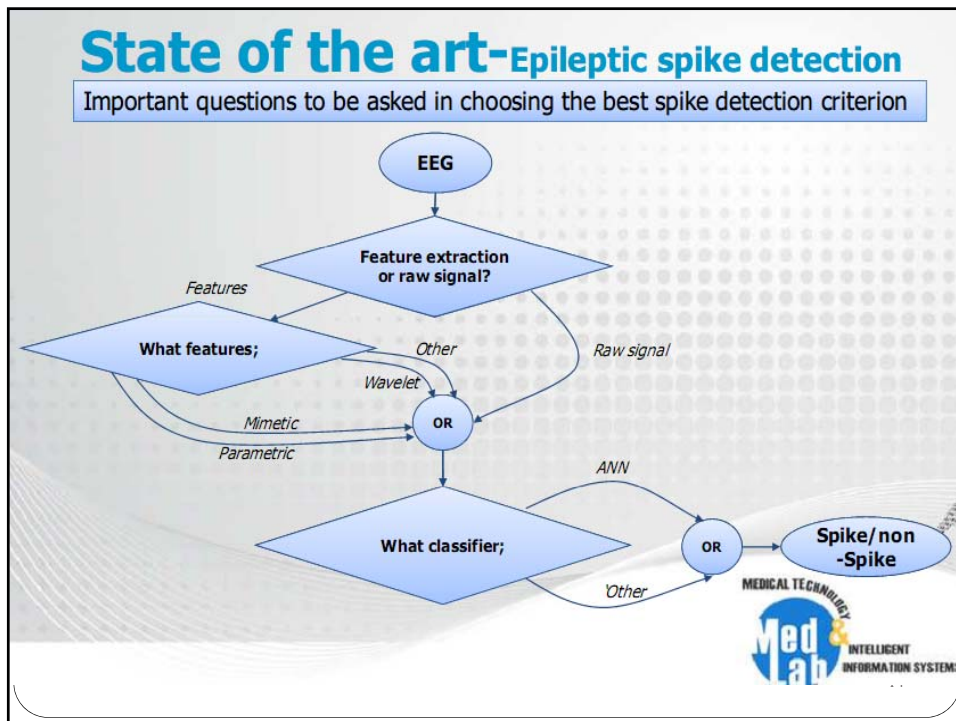 State of the art-Epileptic spike detection
Important questions to be asked in choosing the best spike detection criterion
EEG
Feature extraction
or raw signal?
Features
Raw signal
What features;
Other
Wavelet
Mimetic
Parametric
OR
What classifier;
ANN
'Other
OR
Spike/non
-Spike
MEDICAL TECHNOLOGY
Med & Lab
INTELLIGENT
INFORMATION SYSTEMS